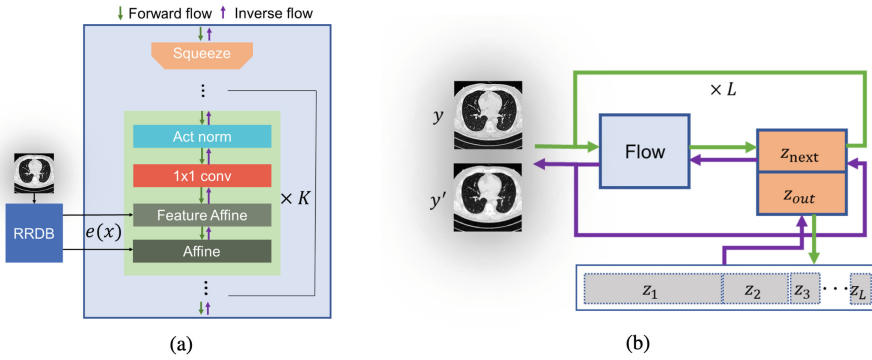 Forward flow Inverse flow
Squeeze
⋮
Act norm
1x1 conv
× K
Feature Affine
RRDB
e(x)
Affine
⋮
(a)
× L
y
Flow
z_next
z_out
y′
z_1 z_2 z_3 ··· z_L
(b)